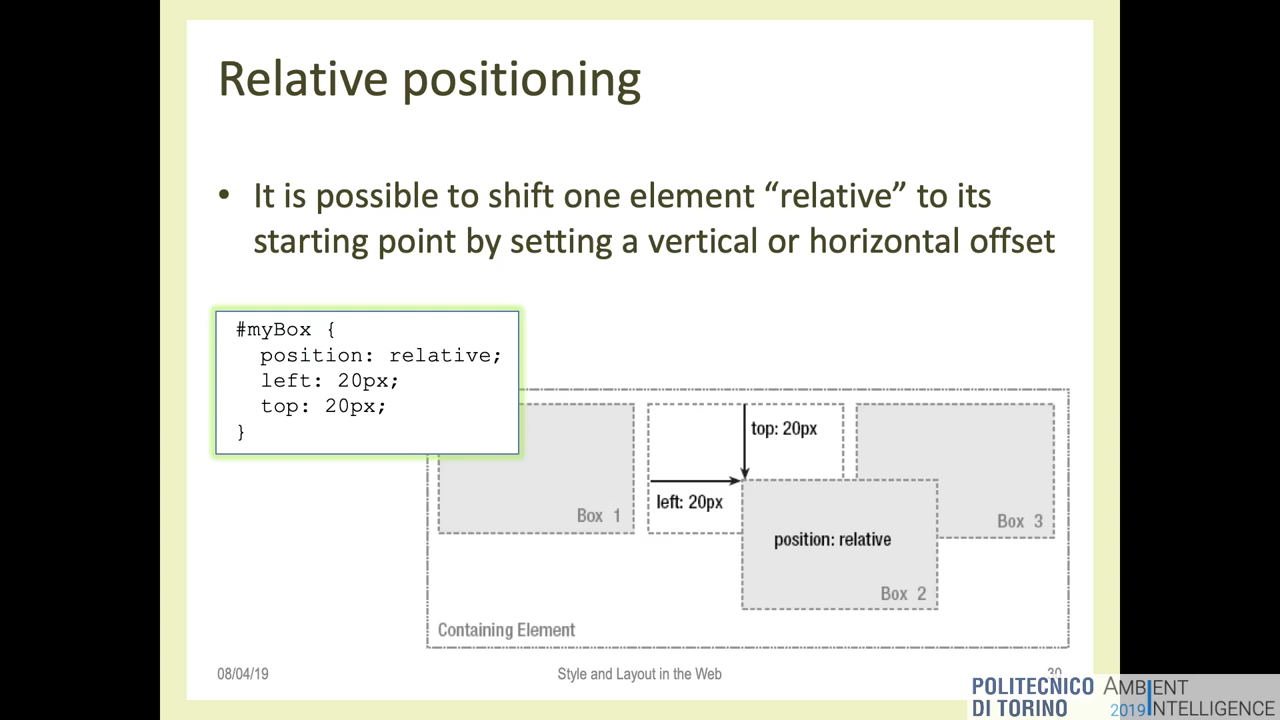 Relative positioning
• It is possible to shift one element “relative” to its
starting point by setting a vertical or horizontal offset
#myBox {
position: relative;
left: 20px;
top: 20px;
}
top: 20px
left: 20px
Box 1
position: relative
Box 3
Box 2
Containing Element
08/04/19
Style and Layout in the Web
30
POLITECNICO
DI TORINO
AMBIENT
2019 INTELLIGENCE